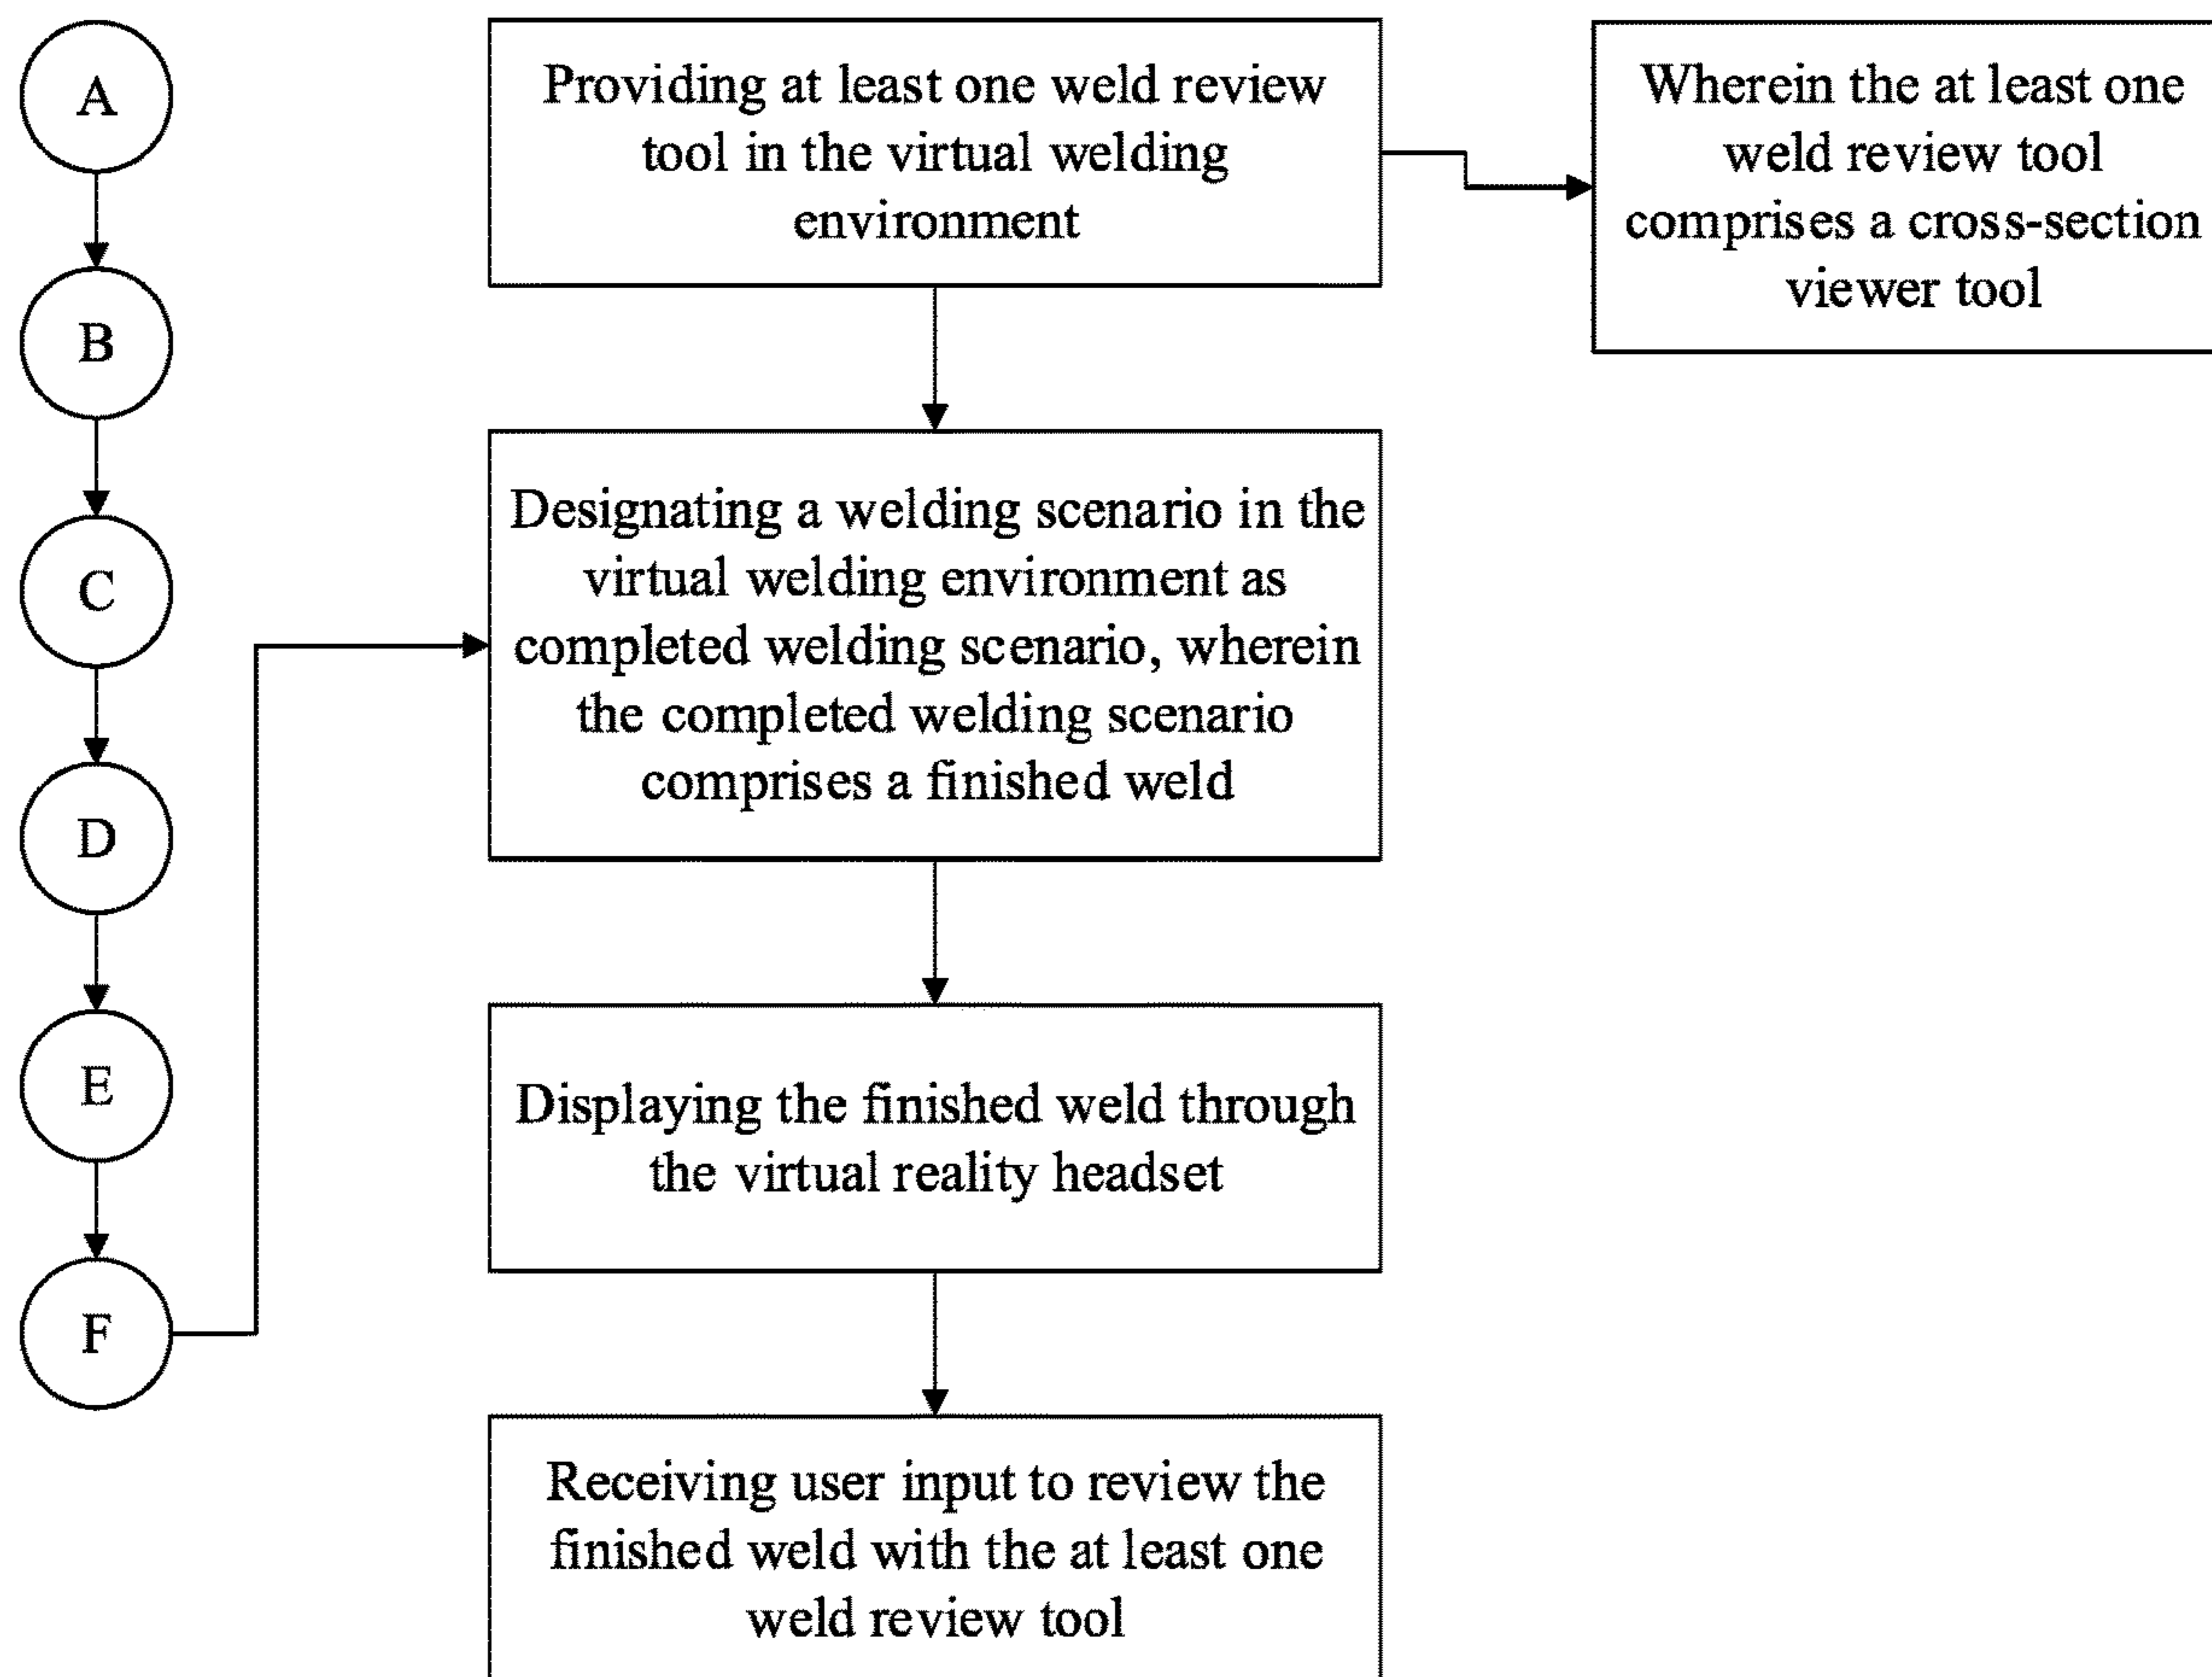 A
B
C
D
E
F
Providing at least one weld review
tool in the virtual welding
environment
Wherein the at least one
weld review tool
comprises a cross-section
viewer tool
Designating a welding scenario in the
virtual welding environment as
completed welding scenario, wherein
the completed welding scenario
comprises a finished weld
Displaying the finished weld through
the virtual reality headset
Receiving user input to review the
finished weld with the at least one
weld review tool